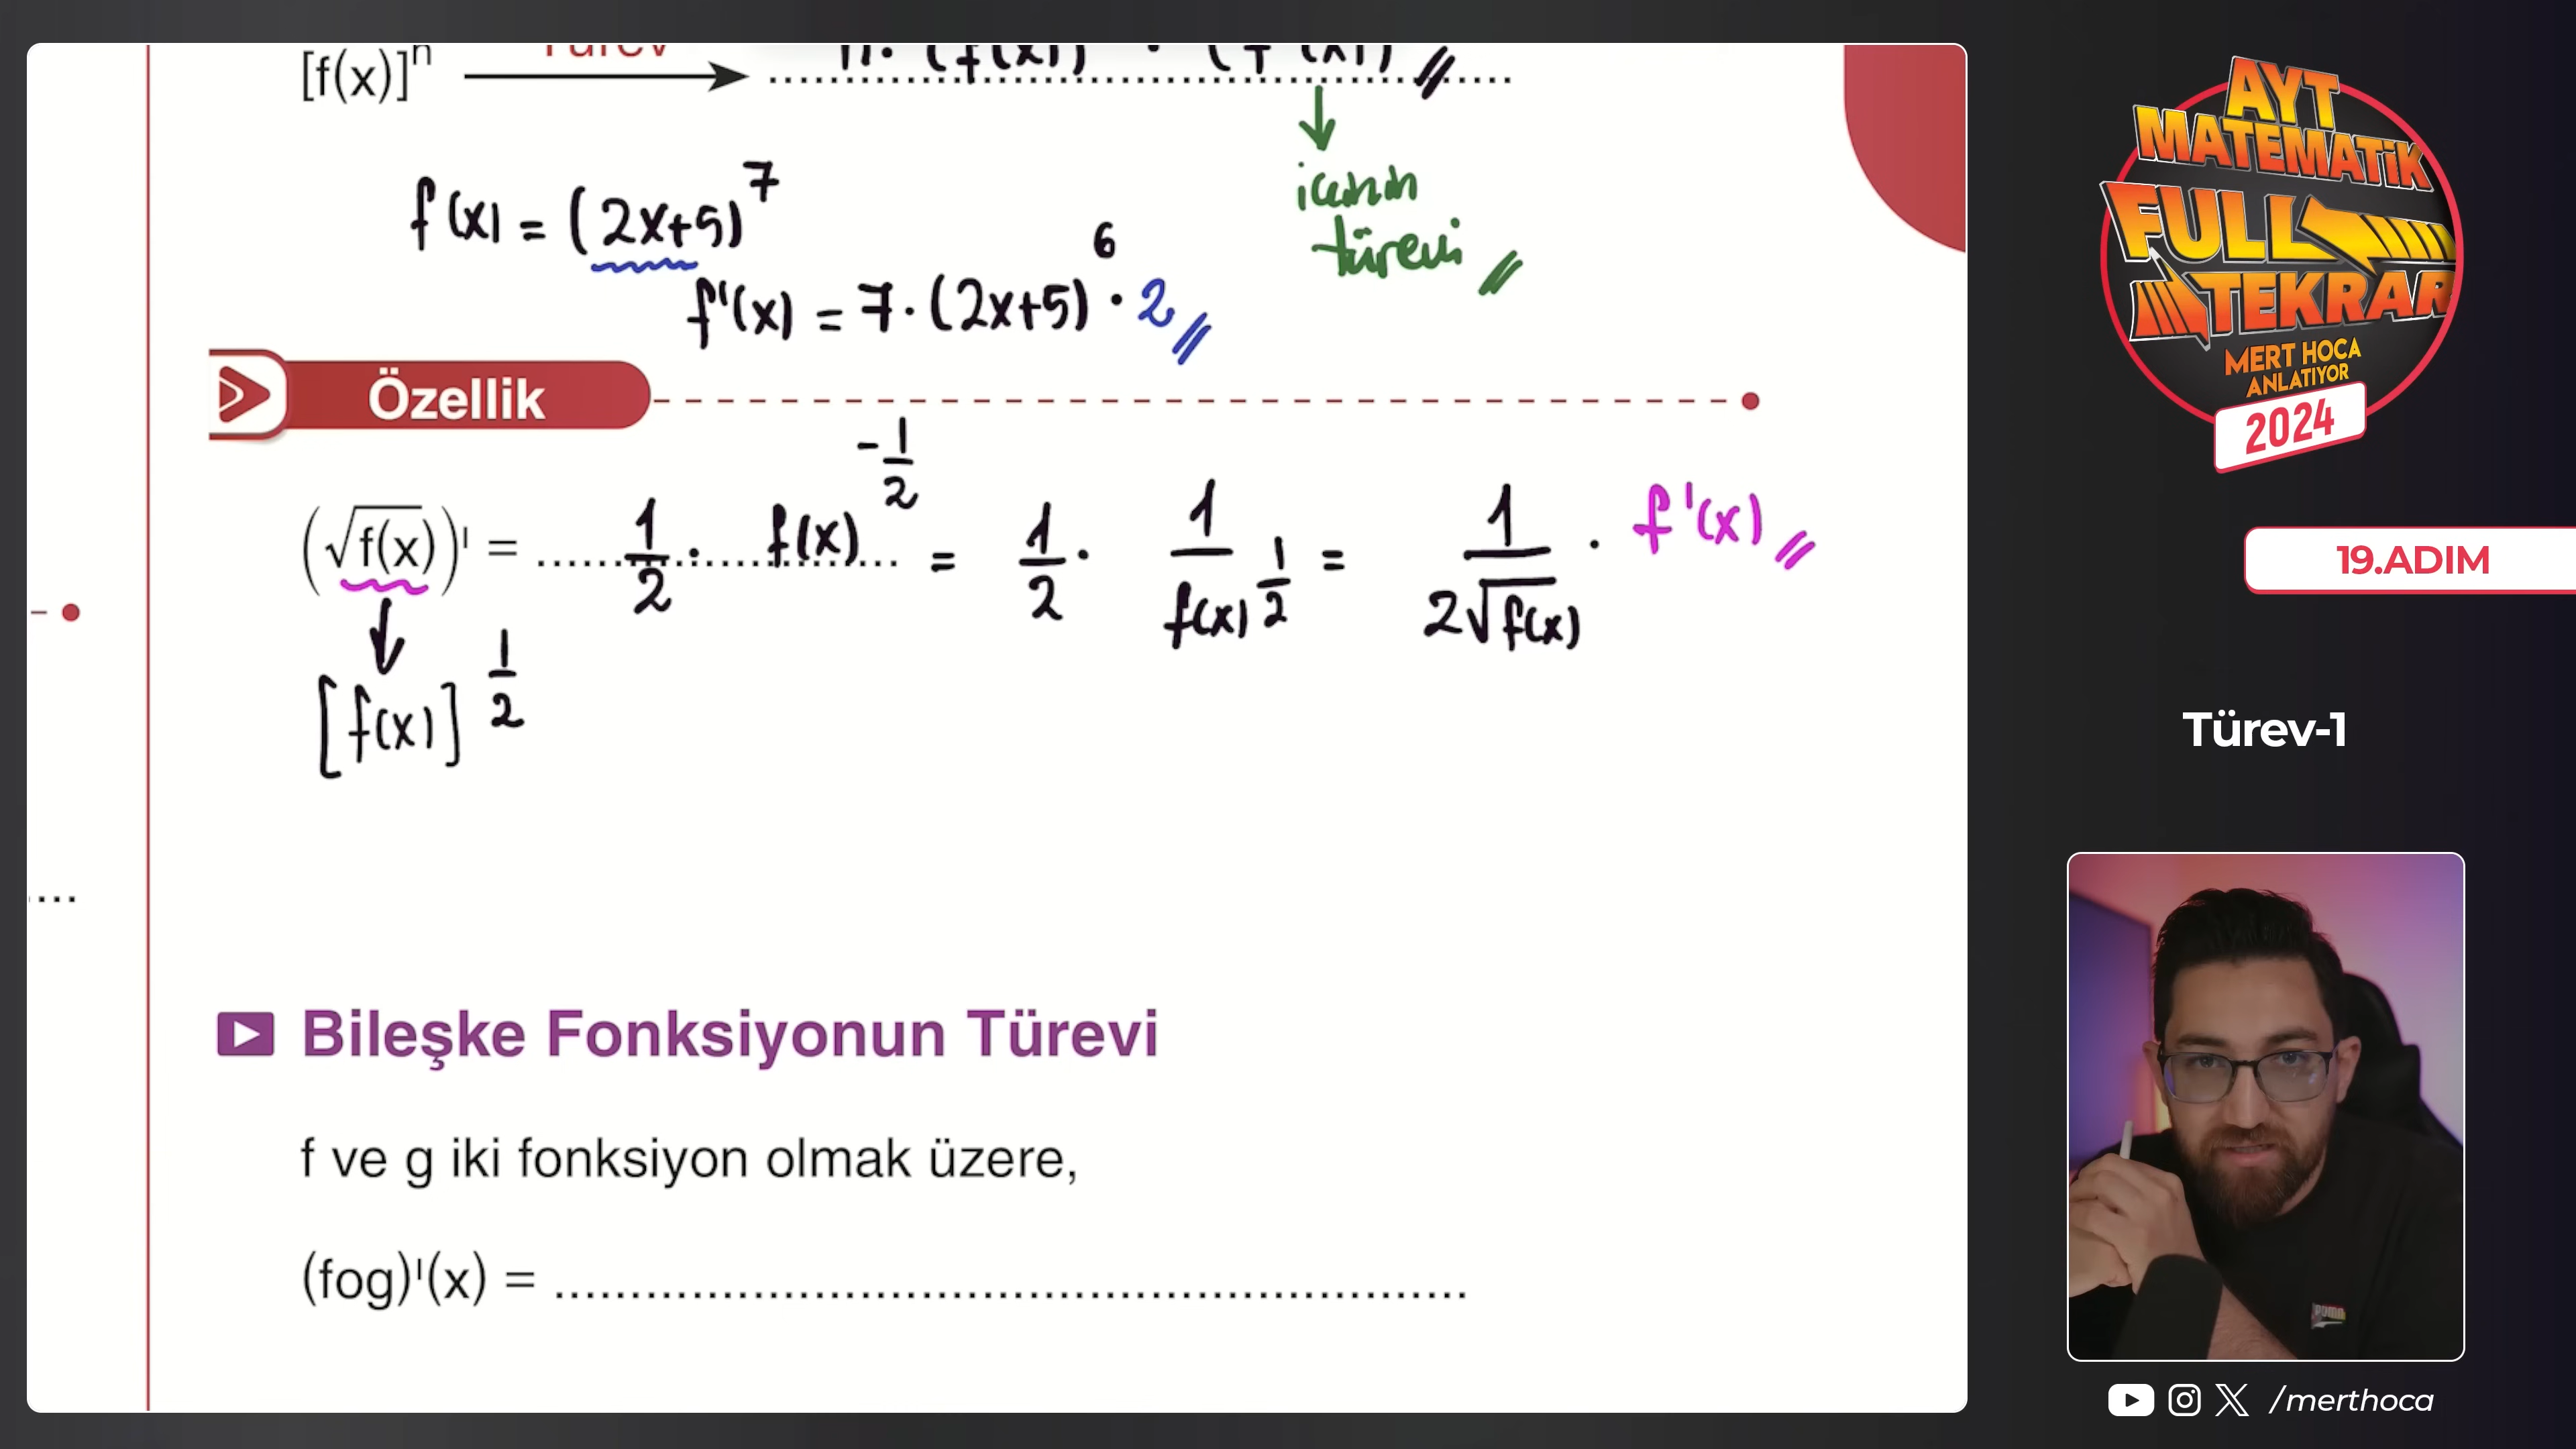 [f(x)]ⁿ Türev n. (f(x)) . (f'(x))
içinin
türevi
f(x) = (2x+5)⁷
f'(x) = 7.(2x+5)⁶ . 2
Özellik
(√f(x))' = 1/2 . f(x)^(-1/2) = 1/2 . 1/f(x)^(1/2) = 1/(2√f(x)) . f'(x)
[f(x)]^(1/2)
....
Bileşke Fonksiyonun Türevi
f ve g iki fonksiyon olmak üzere,
(fog)'(x) = ............................................................
AYT
MATEMATİK
FULL
TEKRAR
MERT HOCA
ANLATIYOR
2024
19.ADIM
Türev-1
PUMA
/merthoca